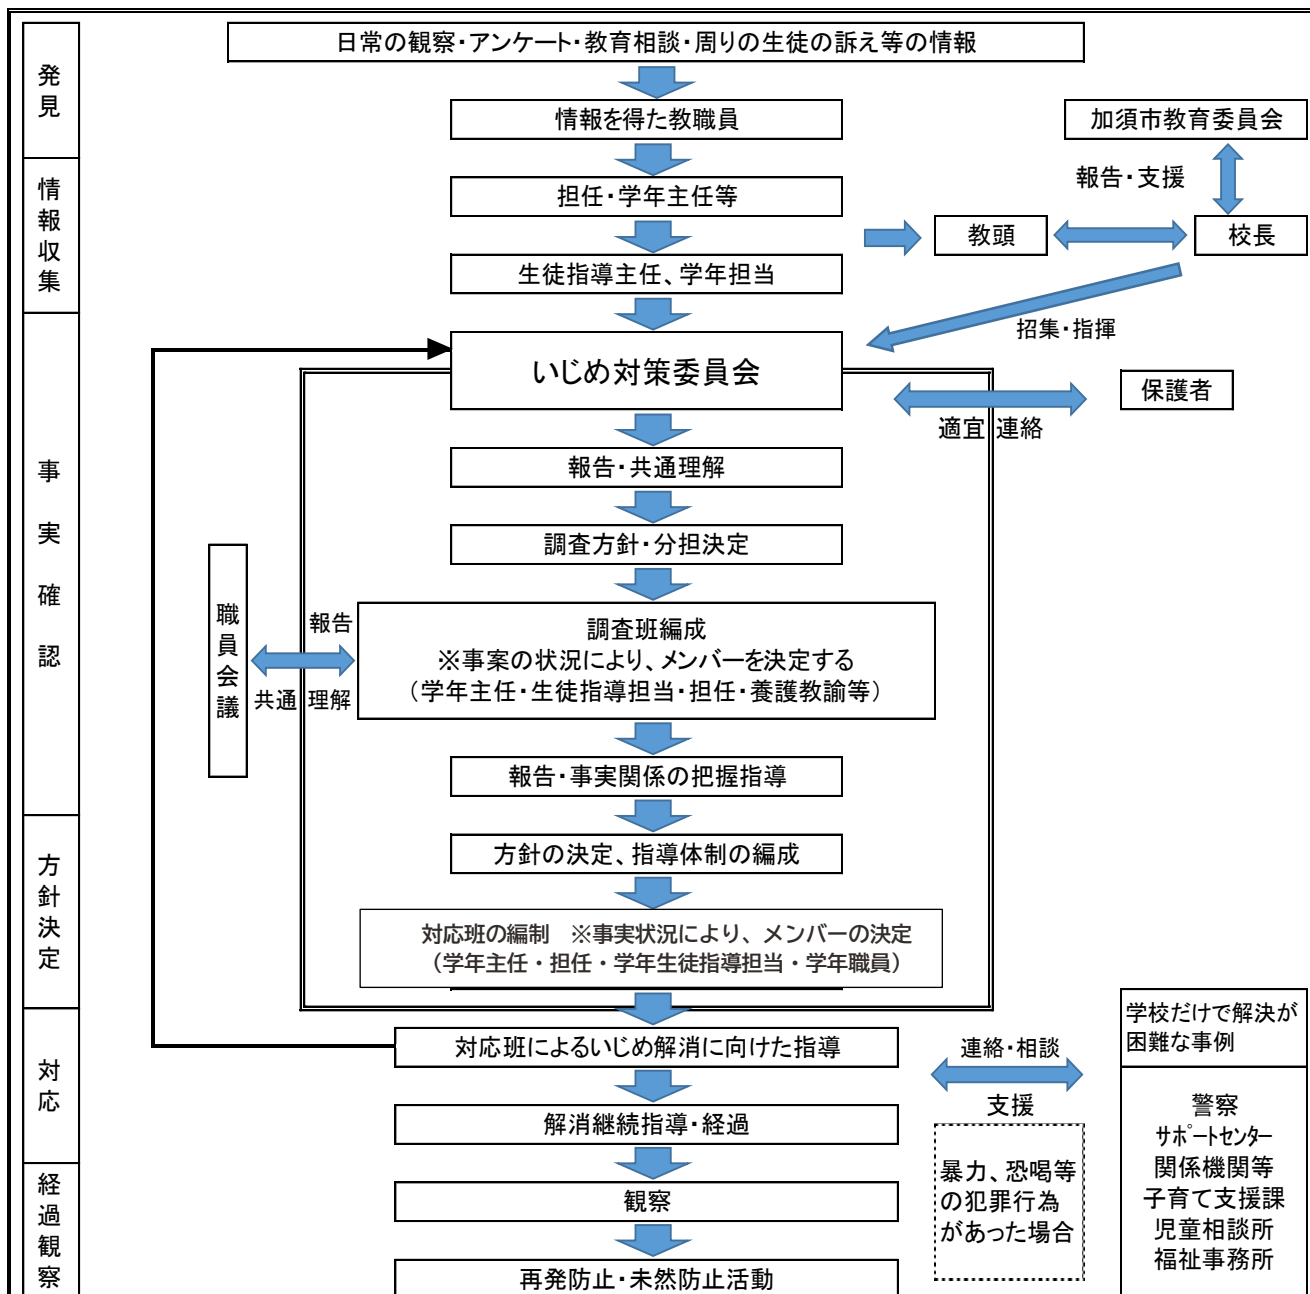 発見
日常の観察・アンケート・教育相談・周りの生徒の訴え等の情報
情報を得た教職員
加須市教育委員会
報告・支援
情報収集
担任・学年主任等
教頭
校長
生徒指導主任、学年担当
招集・指揮
事実確認
いじめ対策委員会
保護者
適宜 連絡
報告・共通理解
調査方針・分担決定
職員会議
報告
共通 理解
調査班編成
※事案の状況により、メンバーを決定する
（学年主任・生徒指導担当・担任・養護教諭等）
報告・事実関係の把握指導
方針決定
方針の決定、指導体制の編成
対応班の編制　※事実状況により、メンバーの決定
（学年主任・担任・学年生徒指導担当・学年職員）
対応
対応班によるいじめ解消に向けた指導
連絡・相談
支援
学校だけで解決が
困難な事例
解消継続指導・経過
警察
サポートセンター
関係機関等
子育て支援課
児童相談所
福祉事務所
暴力、恐喝等
の犯罪行為
があった場合
経過観察
観察
再発防止・未然防止活動